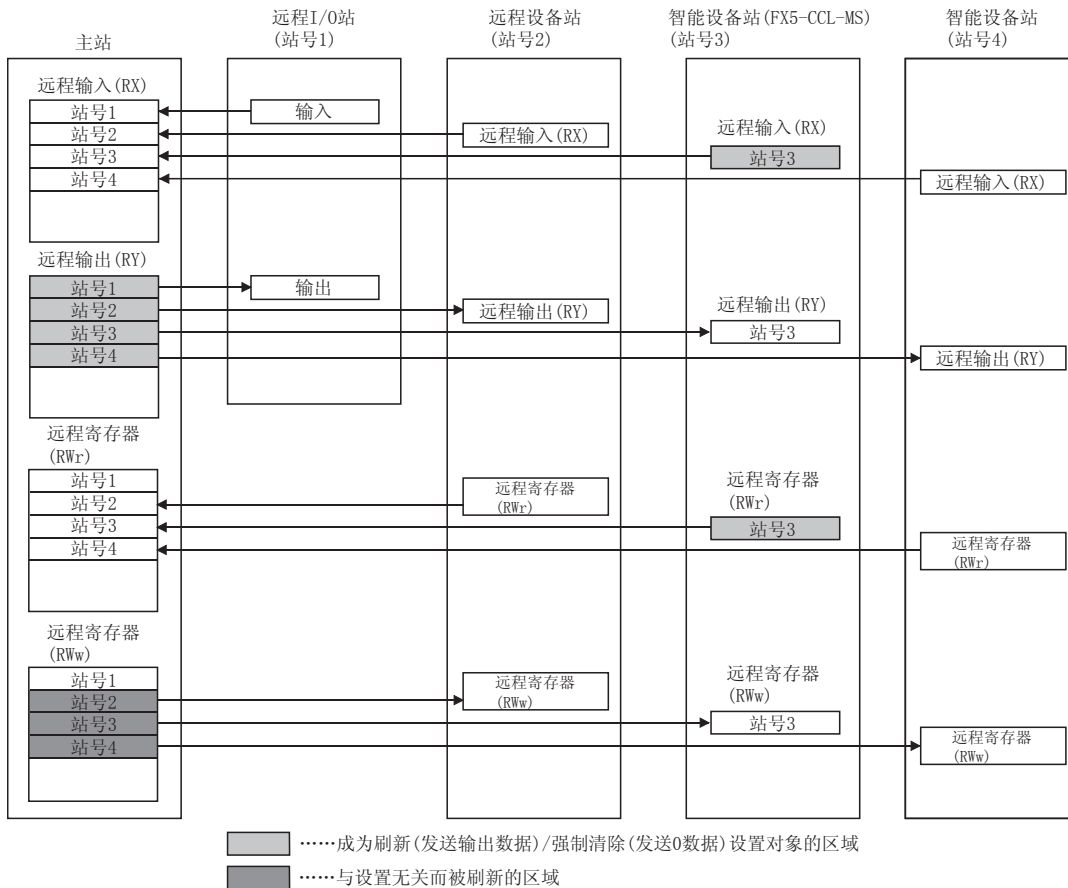 主站
远程I/O站
(站号1)
远程设备站
(站号2)
智能设备站(FX5-CCL-MS)
(站号3)
智能设备站
(站号4)
远程输入(RX)
站号1
站号2
站号3
站号4
输入
远程输入(RX)
远程输入(RX)
站号3
远程输入(RX)
远程输出(RY)
站号1
站号2
站号3
站号4
输出
远程输出(RY)
远程输出(RY)
站号3
远程输出(RY)
远程寄存器
(RWr)
站号1
站号2
站号3
站号4
远程寄存器
(RWr)
远程寄存器
(RWr)
站号3
远程寄存器
(RWr)
远程寄存器
(RWw)
站号1
站号2
站号3
站号4
远程寄存器
(RWw)
远程寄存器
(RWw)
站号3
远程寄存器
(RWw)
……成为刷新(发送输出数据)/强制清除(发送0数据)设置对象的区域
……与设置无关而被刷新的区域